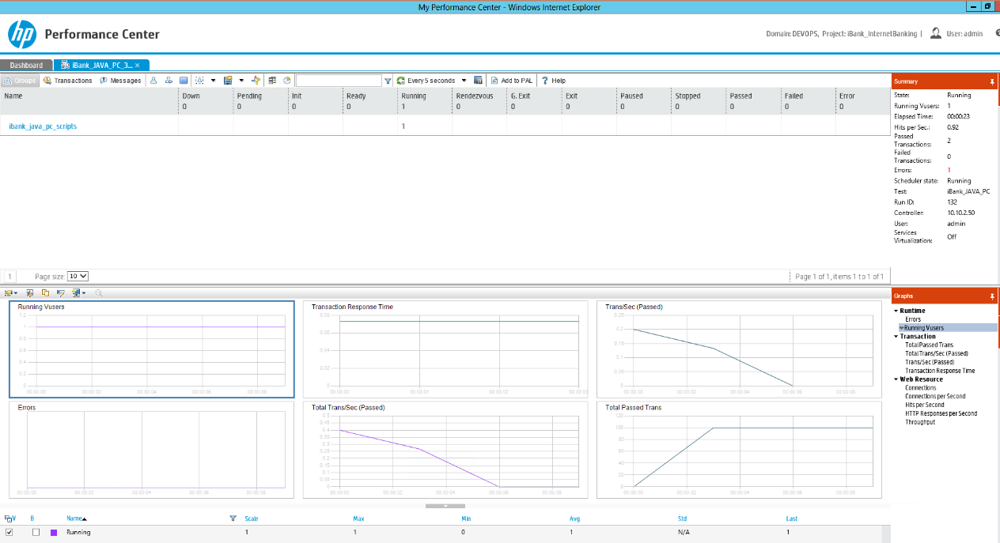 My Performance Center - Windows Internet Explorer
hp Performance Center
Domain: DEVOPS, Project: iBank_InternetBanking | User: admin
Dashboard iBank_JAVA_PC_3... ×
Groups Transactions Messages Every 5 seconds Add to PAL ? Help
Name Down Pending Init Ready Running Rendezvous G. Exit Exit Paused Stopped Passed Failed Error
0 0 0 0 1 0 0 0 0 0 0 0 0
ibank_java_pc_scripts 1
1 Page size: 10 Page 1 of 1, items 1 to 1 of 1
Summary
State: Running
Running Vusers: 1
Elapsed Time: 00:00:23
Hits per Sec.: 0.92
Passed Transactions: 2
Failed Transactions: 0
Errors: 1
Scheduler state: Running
Test: iBank_JAVA_PC
Run ID: 132
Controller: 10.10.2.50
User: admin
Services Virtualization: Off
Running Vusers
1.2
1
0.8
0.6
0.4
0.2
0
00:00:00 00:00:02 00:00:04 00:00:06 00:00:08
Transaction Response Time
0.08
0.06
0.04
0.02
0
00:00:00 00:00:01 00:00:02 00:00:03
Trans/Sec (Passed)
0.25
0.2
0.15
0.1
0.05
0
00:00:00 00:00:02 00:00:04 00:00:06 00:00:08
Errors
00:00:00 00:00:02 00:00:04 00:00:06 00:00:08
Total Trans/Sec (Passed)
0.5
0.45
0.4
0.35
0.3
0.25
0.2
0.15
0.1
0.05
0
00:00:00 00:00:02 00:00:04 00:00:06 00:00:08
Total Passed Trans
120
100
80
60
40
20
0
00:00:00 00:00:02 00:00:04 00:00:06 00:00:08
Graphs
Runtime
Errors
Running Vusers
Transaction
Total Passed Trans
Total Trans/Sec (Passed)
Trans/Sec (Passed)
Transaction Response Time
Web Resource
Connections
Connections per Second
Hits per Second
HTTP Responses per Second
Throughput
V B Name Scale Max Min Avg Std Last
Running 1 1 0 1 N/A 1